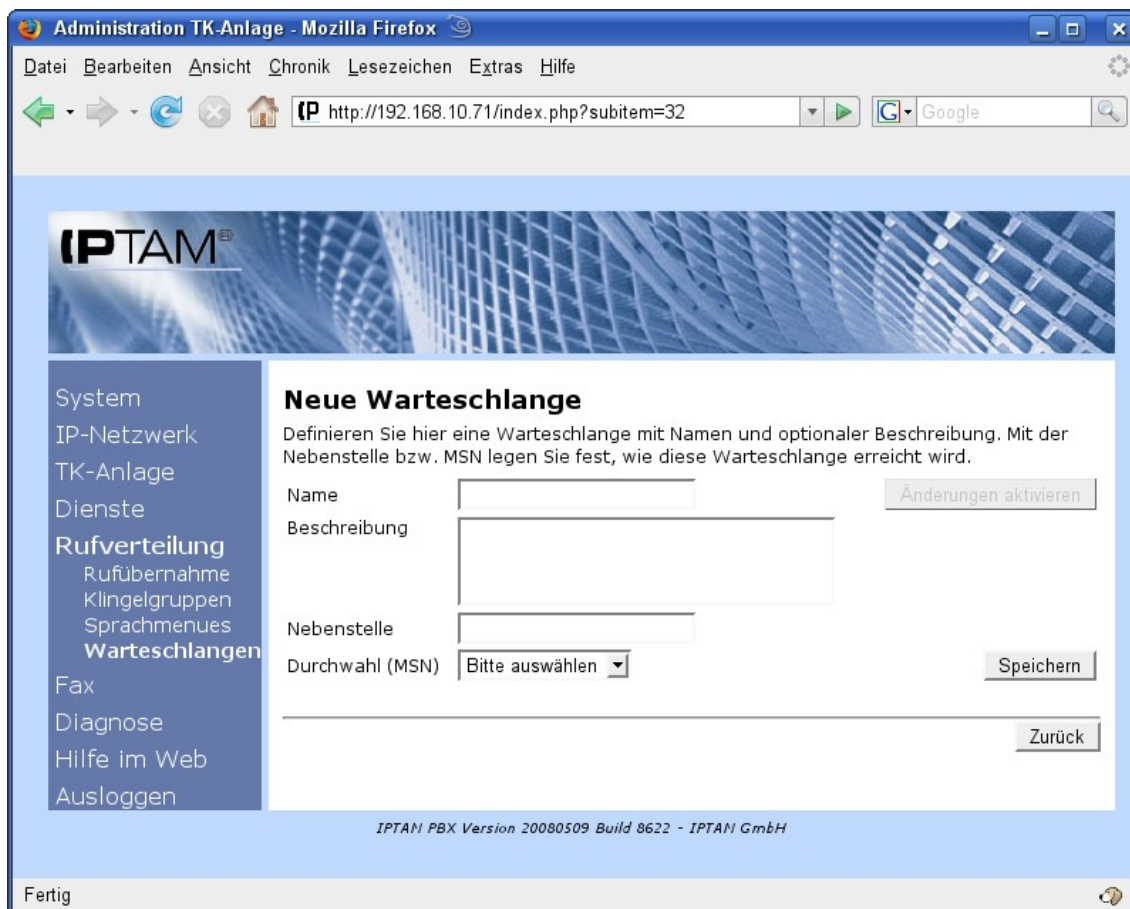 Administration TK-Anlage - Mozilla Firefox
Datei Bearbeiten Ansicht Chronik Lesezeichen Extras Hilfe
http://192.168.10.71/index.php?subitem=32
Google
IPTAM®
System
IP-Netzwerk
TK-Anlage
Dienste
Rufverteilung
Rufübernahme
Klingelgruppen
Sprachmenues
Warteschlangen
Fax
Diagnose
Hilfe im Web
Ausloggen
Neue Warteschlange
Definieren Sie hier eine Warteschlange mit Namen und optionaler Beschreibung. Mit der
Nebenstelle bzw. MSN legen Sie fest, wie diese Warteschlange erreicht wird.
Name
Änderungen aktivieren
Beschreibung
Nebenstelle
Durchwahl (MSN) Bitte auswählen
Speichern
Zurück
IPTAM PBX Version 20080509 Build 8622 - IPTAM GmbH
Fertig